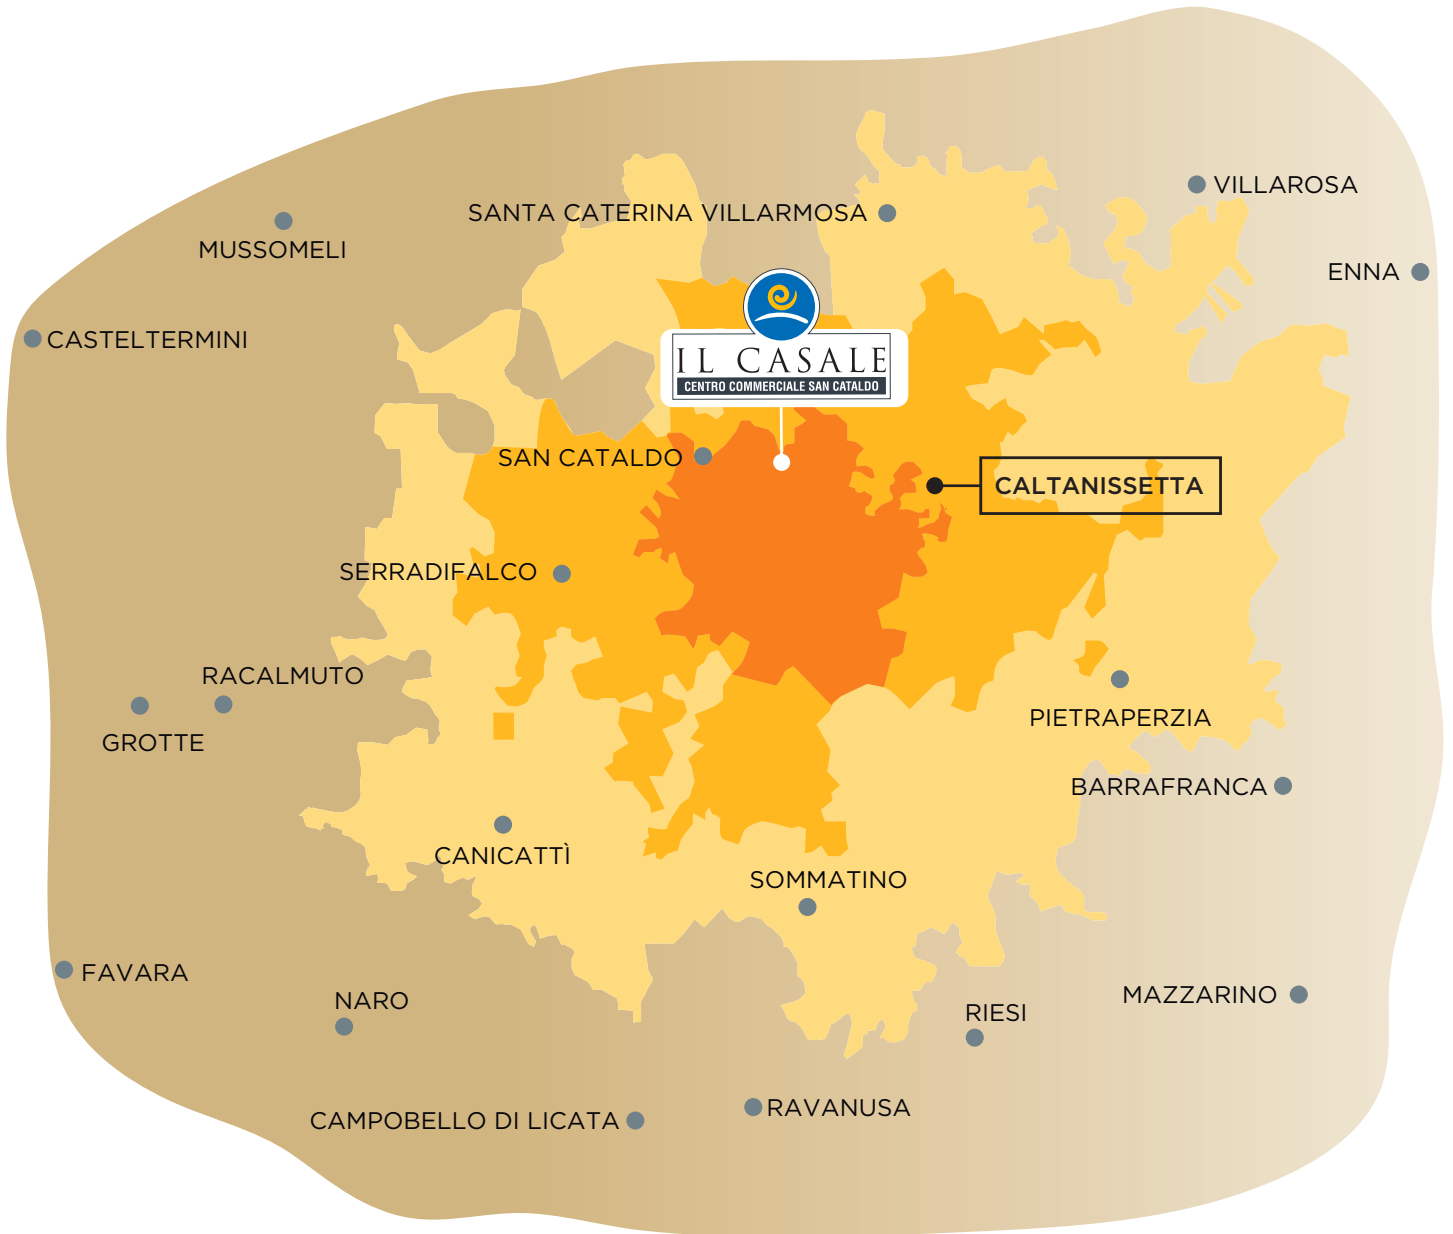 VILLAROSA
SANTA CATERINA VILLARMOSA
MUSSOMELI
ENNA
CASTELTERMINI
IL CASALE
CENTRO COMMERCIALE SAN CATALDO
SAN CATALDO
CALTANISSETTA
SERRADIFALCO
RACALMUTO
PIETRAPERZIA
GROTTE
BARRAFRANCA
CANICATTÌ
SOMMATINO
FAVARA
NARO
MAZZARINO
RIESI
RAVANUSA
CAMPOBELLO DI LICATA